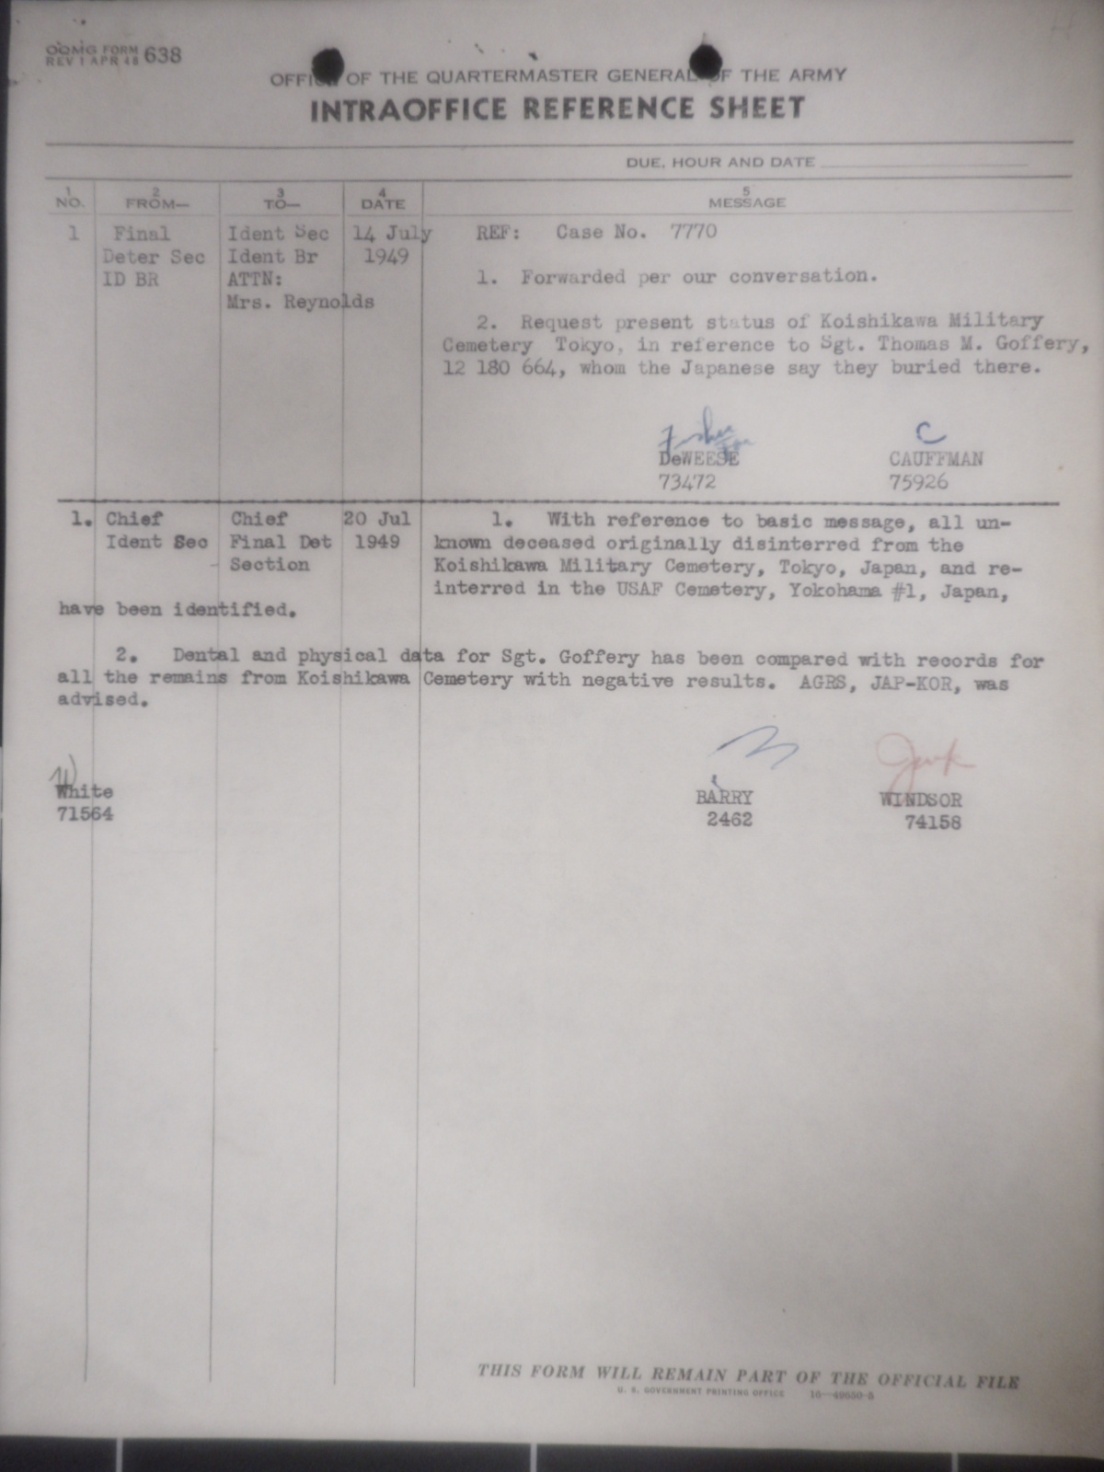 OQMG FORM 638
REV 1 APR 48
OFFICE OF THE QUARTERMASTER GENERAL OF THE ARMY
INTRAOFFICE REFERENCE SHEET
DUE, HOUR AND DATE
1 NO. 2 FROM— 3 TO— 4 DATE 5 MESSAGE
1 Final Ident Sec 14 July REF: Case No. 7770
Deter Sec Ident Br 1949
ID BR ATTN: 1. Forwarded per our conversation.
Mrs. Reynolds
2. Request present status of Koishikawa Military
Cemetery Tokyo, in reference to Sgt. Thomas M. Goffery,
12 180 664, whom the Japanese say they buried there.
C
DeWEESE CAUFFMAN
73472 75926
1. Chief Chief 20 Jul 1. With reference to basic message, all un-
Ident Sec Final Det 1949 known deceased originally disinterred from the
Section Koishikawa Military Cemetery, Tokyo, Japan, and re-
interred in the USAF Cemetery, Yokohama #1, Japan,
have been identified.
2. Dental and physical data for Sgt. Goffery has been compared with records for
all the remains from Koishikawa Cemetery with negative results. AGRS, JAP-KOR, was
advised.
W
White BARRY WINDSOR
71564 2462 74158
THIS FORM WILL REMAIN PART OF THE OFFICIAL FILE
U. S. GOVERNMENT PRINTING OFFICE